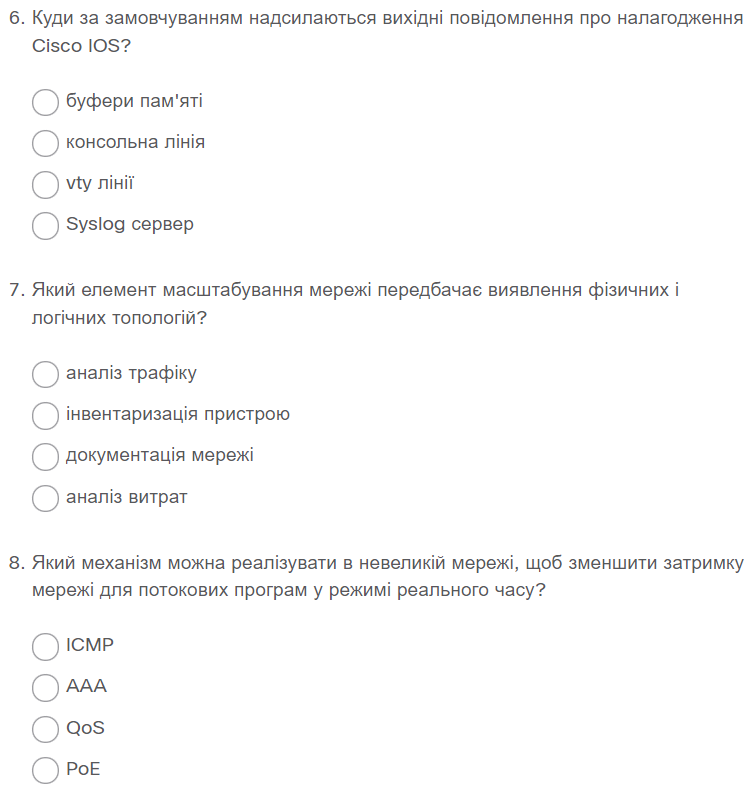 6. Куди за замовчуванням надсилаються вихідні повідомлення про налагодження
Cisco IOS?
буфери пам'яті
консольна лінія
vty лінії
Syslog сервер
7. Який елемент масштабування мережі передбачає виявлення фізичних і
логічних топологій?
аналіз трафіку
інвентаризація пристрою
документація мережі
аналіз витрат
8. Який механізм можна реалізувати в невеликій мережі, щоб зменшити затримку
мережі для потокових програм у режимі реального часу?
ICMP
AAA
QoS
PoE